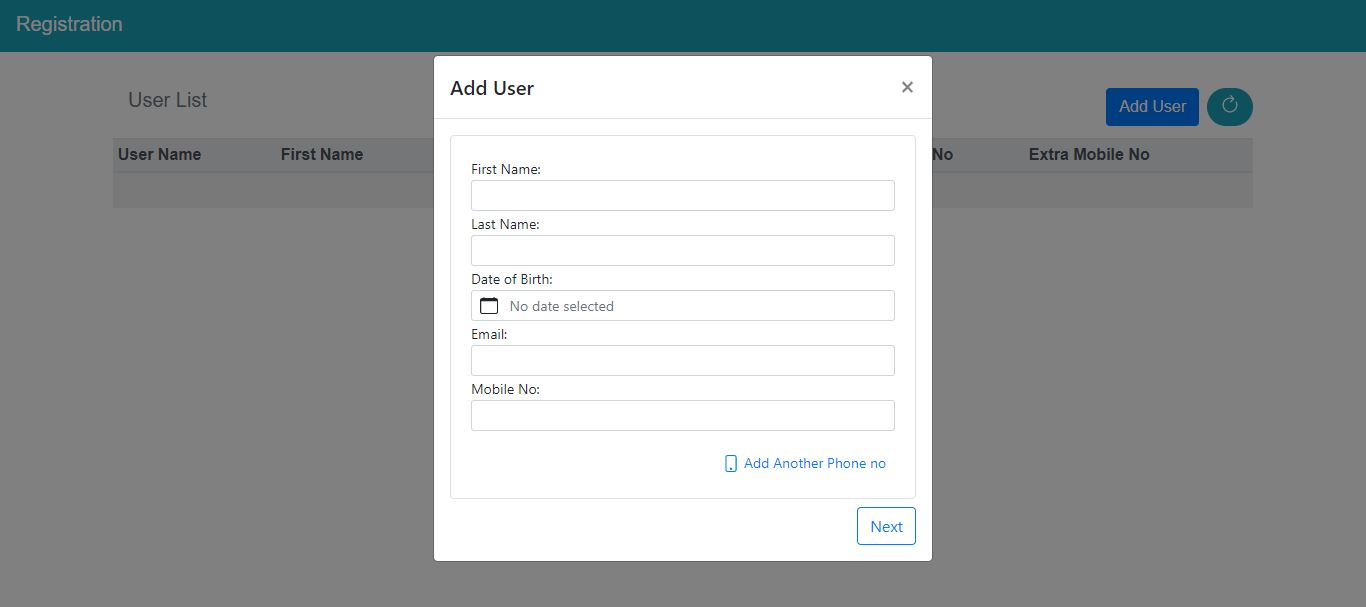 Registration
User List
Add User
User Name First Name No Extra Mobile No
Add User ×
First Name:
Last Name:
Date of Birth:
No date selected
Email:
Mobile No:
Add Another Phone no
Next